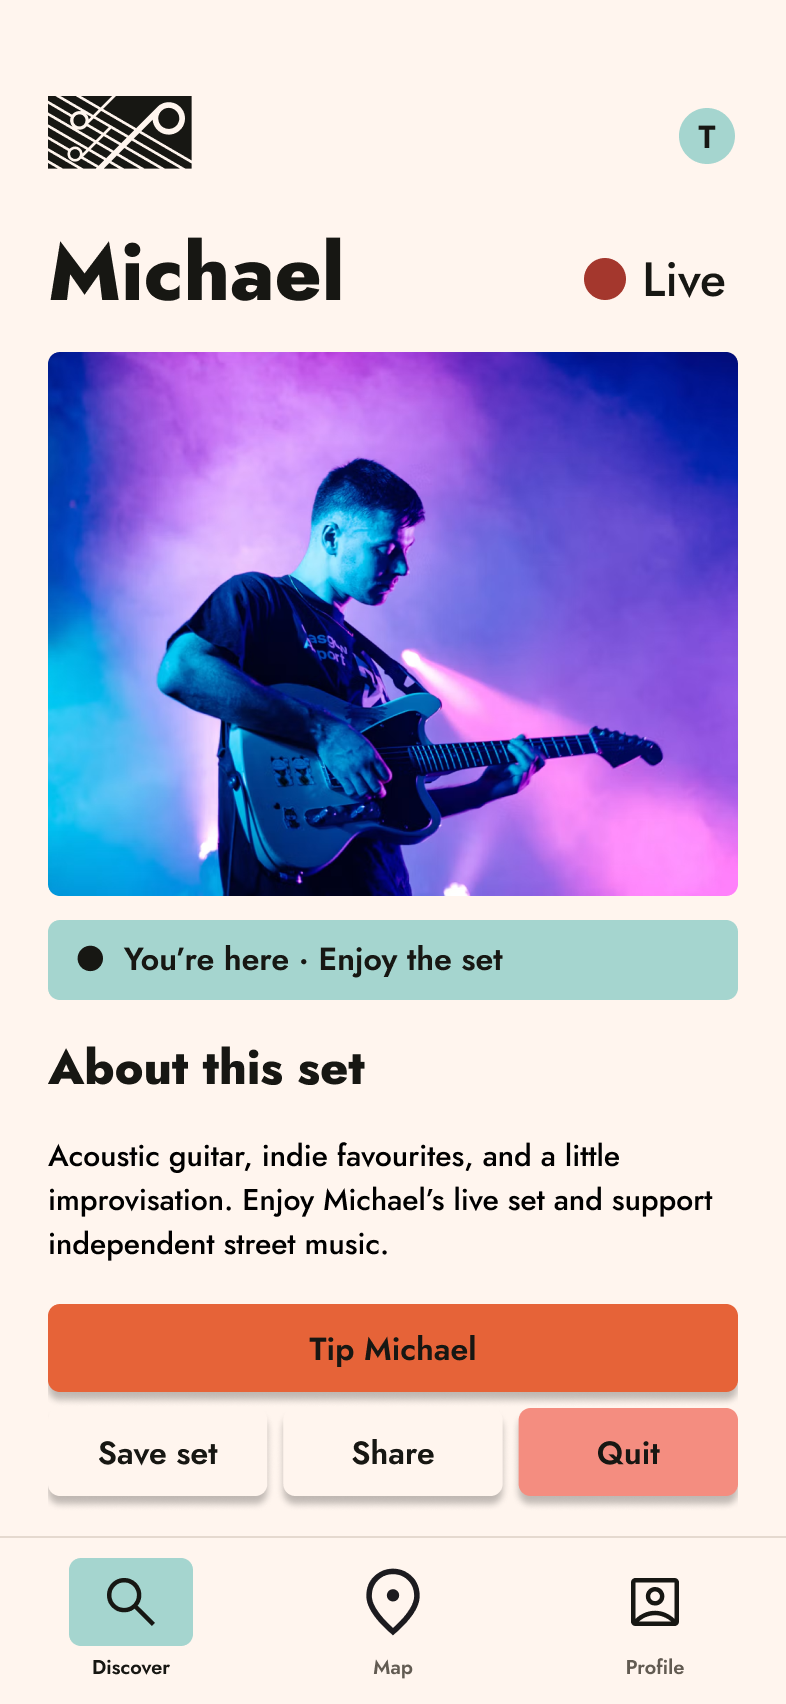 T
Michael
Live
You’re here · Enjoy the set
About this set
Acoustic guitar, indie favourites, and a little
improvisation. Enjoy Michael’s live set and support
independent street music.
Tip Michael
Save set
Share
Quit
Discover
Map
Profile